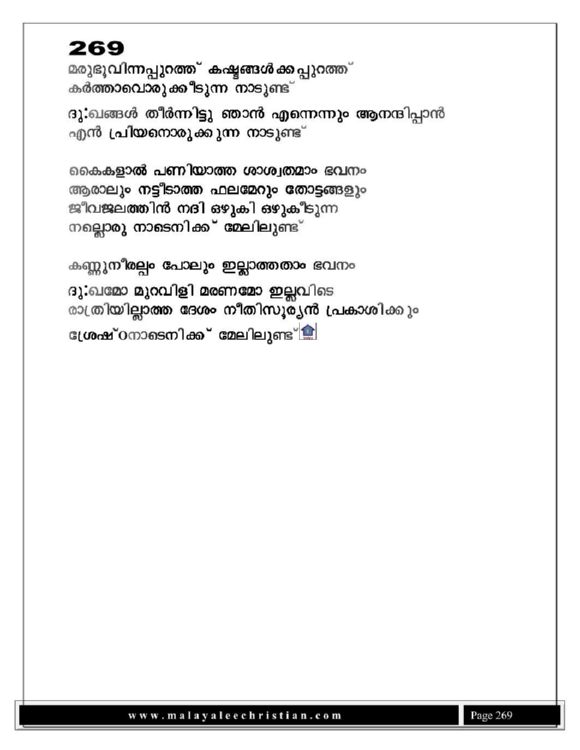 269
മരുഭൂവിന്നപ്പുറത്ത് കഷ്ടങ്ങൾക്കപ്പുറത്ത്
കർത്താവൊരുക്കീടുന്ന നാടുണ്ട്
ദു:ഖങ്ങൾ തീർന്നിട്ടു ഞാൻ എന്നെന്നും ആനന്ദിപ്പാൻ
എൻ പ്രിയനൊരുക്കുന്ന നാടുണ്ട്
കൈകളാൽ പണിയാത്ത ശാശ്വതമാം ഭവനം
ആരാലും നട്ടീടാത്ത ഫലമേറും തോട്ടങ്ങളും
ജീവജലത്തിൻ നദി ഒഴുകി ഒഴുകീടുന്ന
നല്ലൊരു നാടെനിക്ക് മേലിലുണ്ട്
കണ്ണുനീരല്പം പോലും ഇല്ലാത്തതാം ഭവനം
ദു:ഖമോ മുറവിളി മരണമോ ഇല്ലവിടെ
രാത്രിയില്ലാത്ത ദേശം നീതിസൂര്യൻ പ്രകാശിക്കും
ശ്രേഷ്ഠനാടെനിക്ക് മേലിലുണ്ട്
www.malayaleechristian.com
Page 269